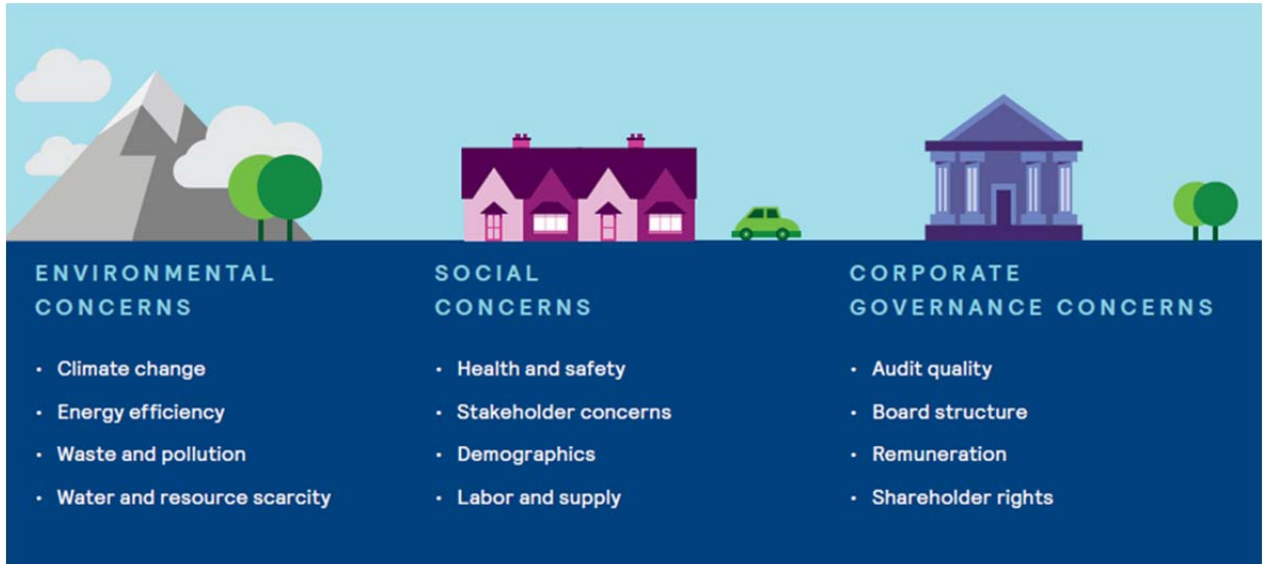 ENVIRONMENTAL
CONCERNS
• Climate change
• Energy efficiency
• Waste and pollution
• Water and resource scarcity
SOCIAL
CONCERNS
• Health and safety
• Stakeholder concerns
• Demographics
• Labor and supply
CORPORATE
GOVERNANCE CONCERNS
• Audit quality
• Board structure
• Remuneration
• Shareholder rights